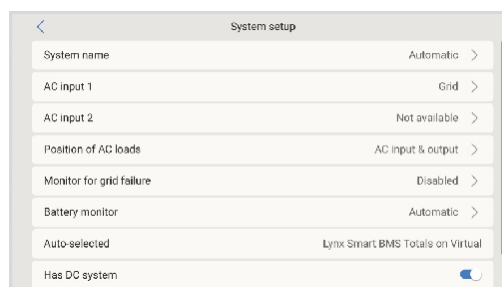 System setup
System name Automatic
AC input 1 Grid
AC input 2 Not available
Position of AC loads AC input & output
Monitor for grid failure Disabled
Battery monitor Automatic
Auto-selected Lynx Smart BMS Totals on Virtual
Has DC system